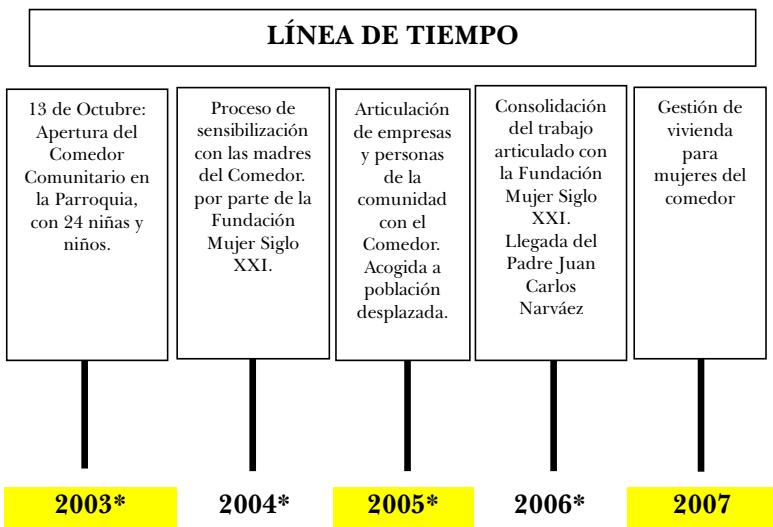 LÍNEA DE TIEMPO
13 de Octubre:
Apertura del
Comedor
Comunitario en
la Parroquia,
con 24 niñas y
niños.
Proceso de
sensibilización
con las madres
del Comedor.
por parte de la
Fundación
Mujer Siglo
XXI.
Articulación
de empresas
y personas
de la
comunidad
con el
Comedor.
Acogida a
población
desplazada.
Consolidación
del trabajo
articulado con
la Fundación
Mujer Siglo
XXI.
Llegada del
Padre Juan
Carlos
Narváez
Gestión de
vivienda
para
mujeres del
comedor
2003*
2004*
2005*
2006*
2007